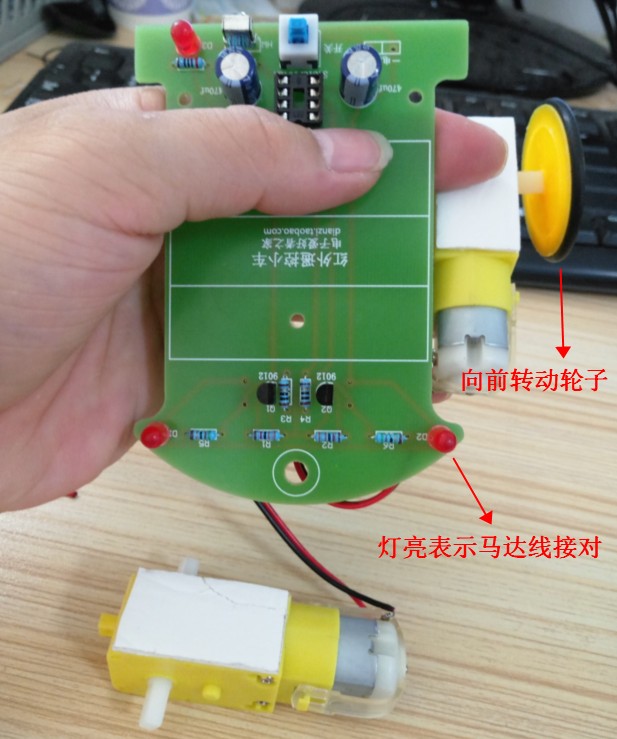 D3
470uf
开关
470uf
红外遥控小车
电子爱好者之家
dianzi.taobao.com
向前转动轮子
9012
9012
Q1
R3
R4
Q2
R5
R1
R2
R6
D2
灯亮表示马达线接对